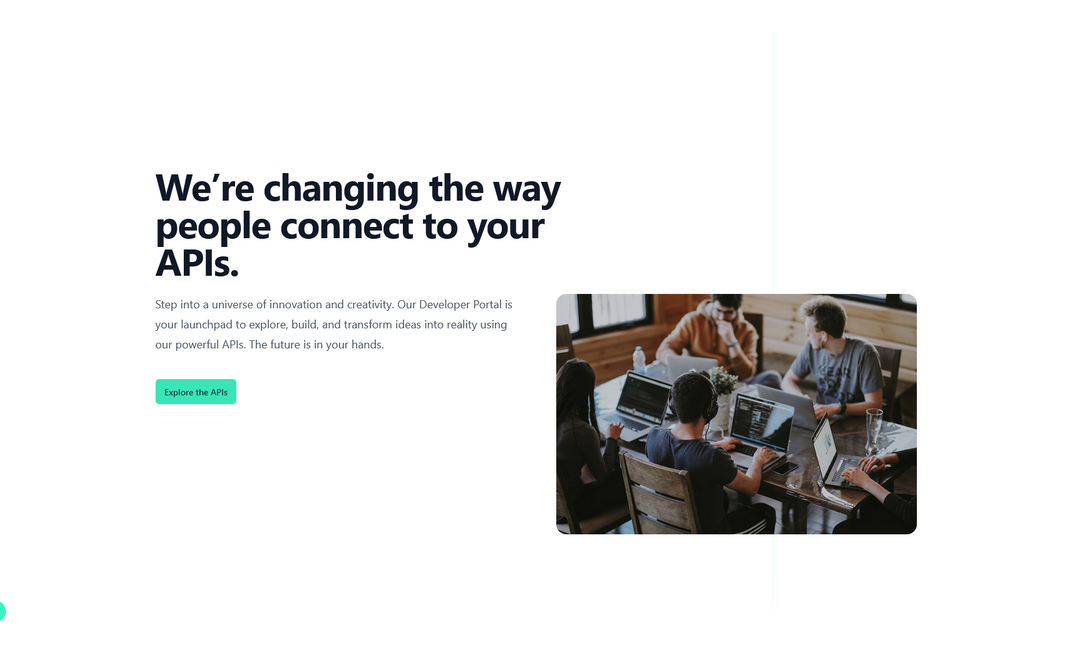 We’re changing the way
people connect to your
APIs.
Step into a universe of innovation and creativity. Our Developer Portal is
your launchpad to explore, build, and transform ideas into reality using
our powerful APIs. The future is in your hands.
Explore the APIs